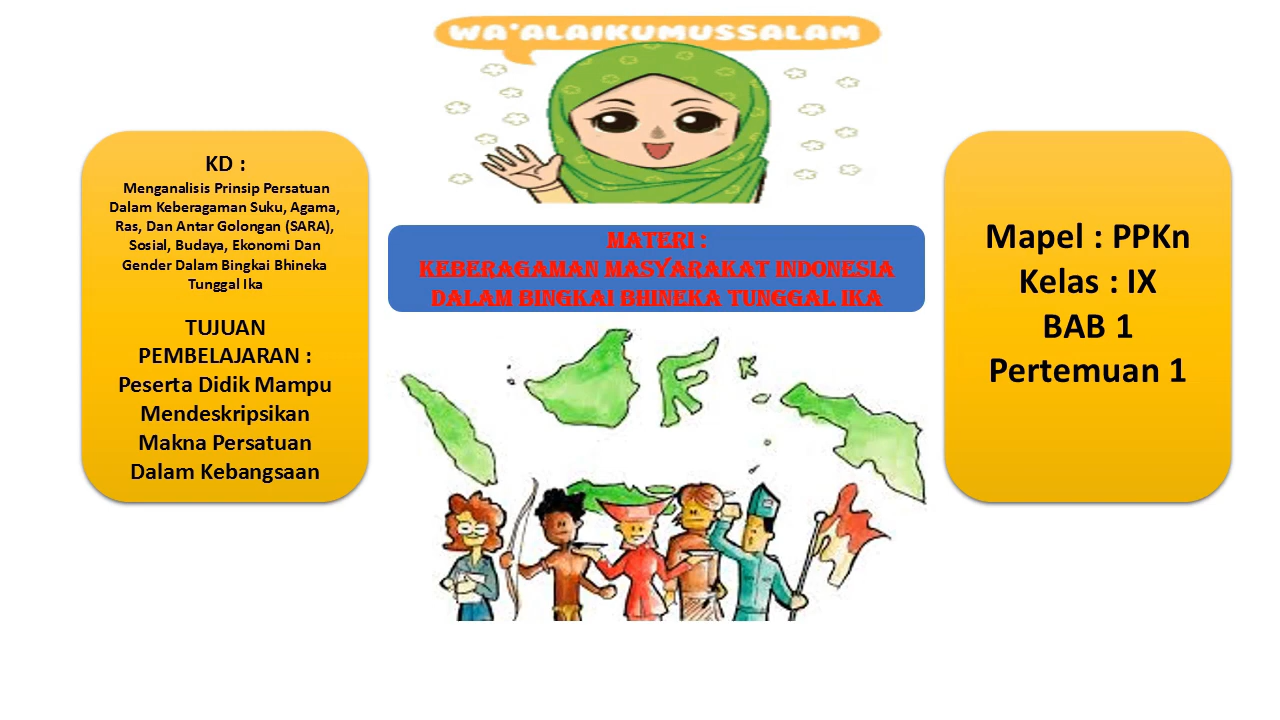 WA'ALAIKUMUSSALAM
KD :
Menganalisis Prinsip Persatuan
Dalam Keberagaman Suku, Agama,
Ras, Dan Antar Golongan (SARA),
Sosial, Budaya, Ekonomi Dan
Gender Dalam Bingkai Bhineka
Tunggal Ika
TUJUAN
PEMBELAJARAN :
Peserta Didik Mampu
Mendeskripsikan
Makna Persatuan
Dalam Kebangsaan
MATERI :
KEBERAGAMAN MASYARAKAT INDONESIA
DALAM BINGKAI BHINEKA TUNGGAL IKA
Mapel : PPKn
Kelas : IX
BAB 1
Pertemuan 1